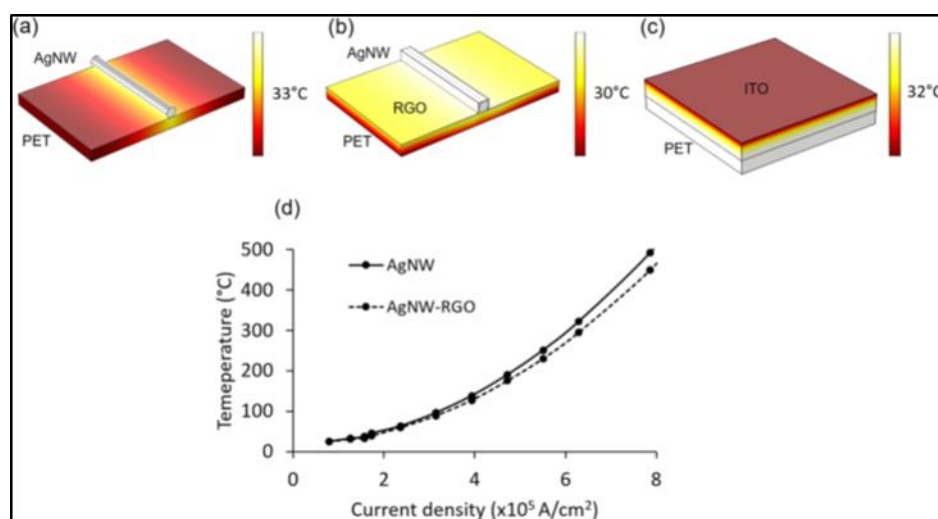 (a)
AgNW
PET
33°C
(b)
AgNW
RGO
PET
30°C
(c)
ITO
PET
32°C
(d)
500
400
300
200
100
0
Temeperature (°C)
AgNW
AgNW-RGO
0 2 4 6 8
Current density (x10⁵ A/cm²)